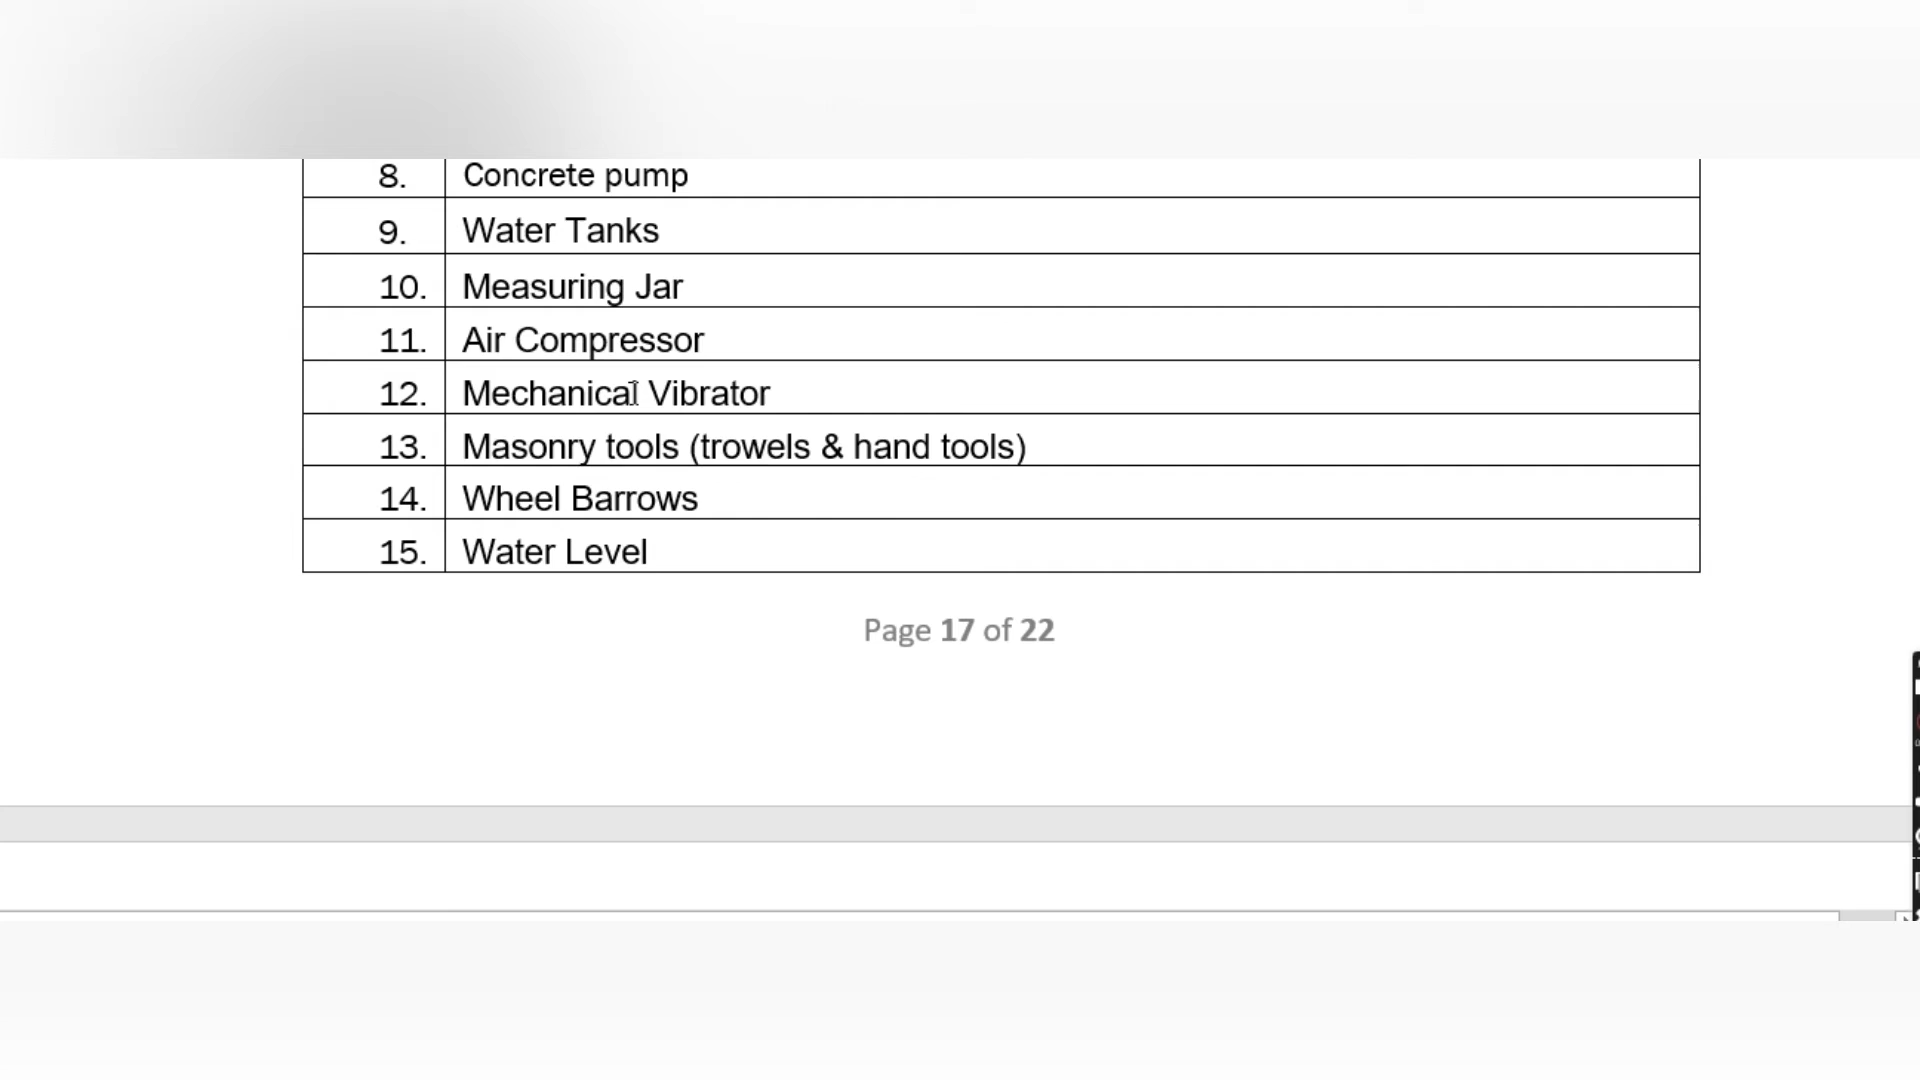 8. Concrete pump
9. Water Tanks
10. Measuring Jar
11. Air Compressor
12. Mechanical Vibrator
13. Masonry tools (trowels & hand tools)
14. Wheel Barrows
15. Water Level
Page 17 of 22